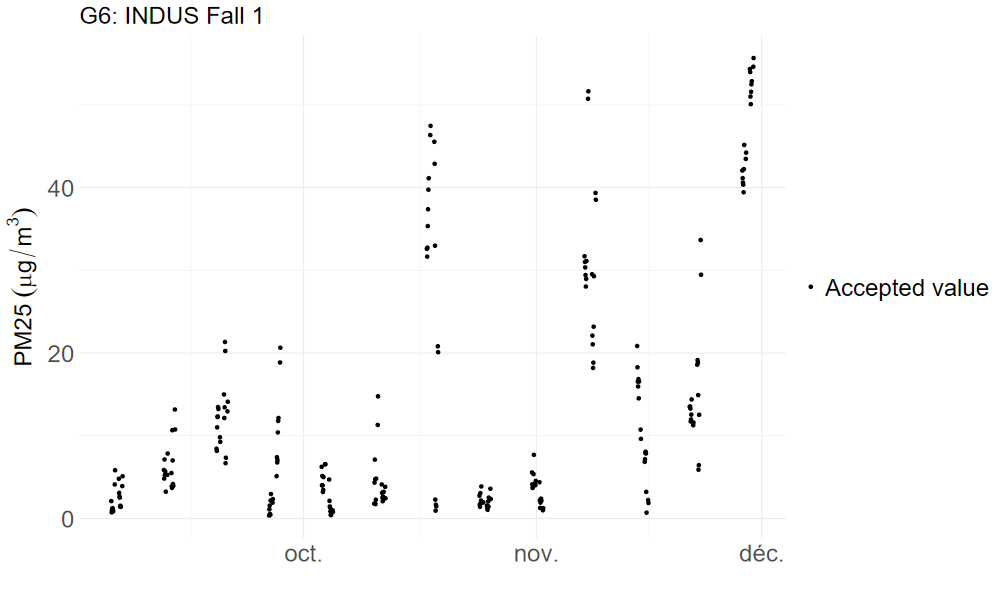 G6: INDUS Fall 1
PM25 (μg/m³)
40
20
0
oct.
nov.
déc.
Accepted value